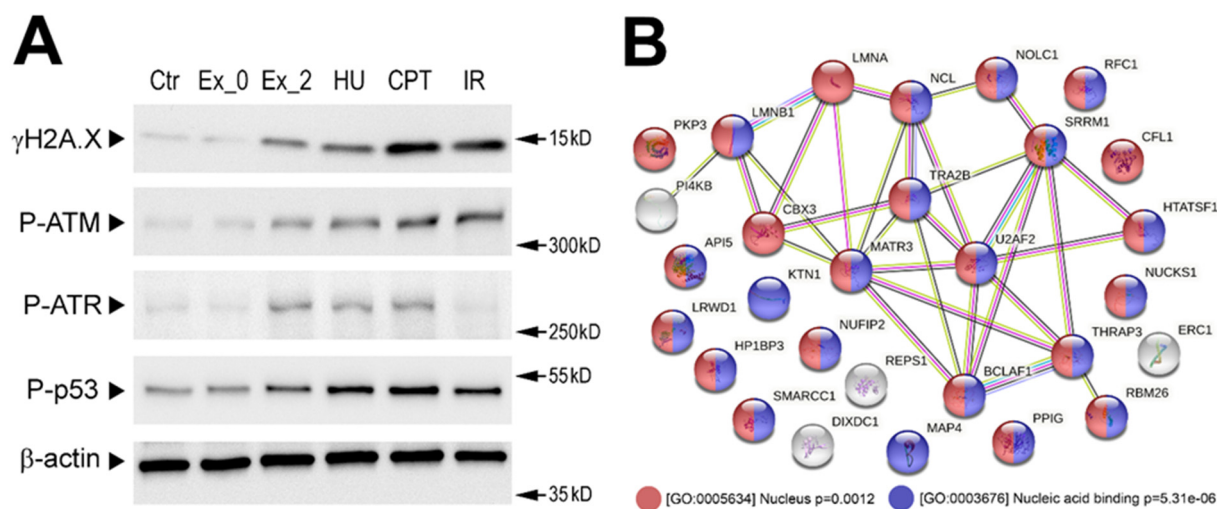 A
Ctr Ex_0 Ex_2 HU CPT IR
γH2A.X
15kD
P-ATM
300kD
P-ATR
250kD
P-p53
55kD
β-actin
35kD
B
LMNA
NCL
NOLC1
RFC1
LMNB1
SRRM1
PKP3
CFL1
PI4KB
TRA2B
CBX3
HTATSF1
API5
MATR3
U2AF2
KTN1
NUCKS1
LRWD1
NUFIP2
THRAP3
ERC1
HP1BP3
REPS1
BCLAF1
RBM26
SMARCC1
DIXDC1
MAP4
PPIG
[GO:0005634] Nucleus p=0.0012 [GO:0003676] Nucleic acid binding p=5.31e-06